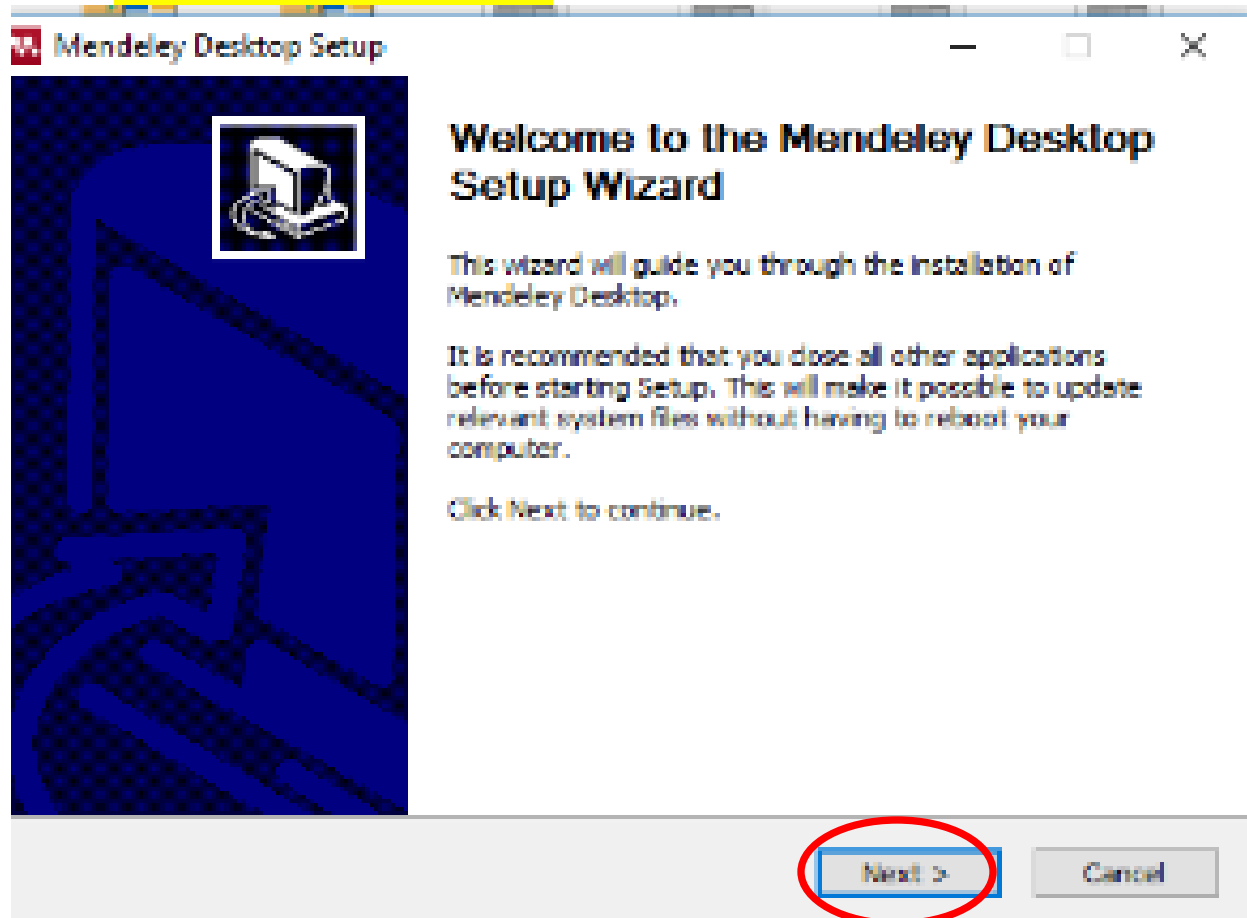 Mendeley Desktop Setup
Welcome to the Mendeley Desktop
Setup Wizard
This wizard will guide you through the installation of
Mendeley Desktop.
It is recommended that you close all other applications
before starting Setup. This will make it possible to update
relevant system files without having to reboot your
computer.
Click Next to continue.
Next >
Cancel